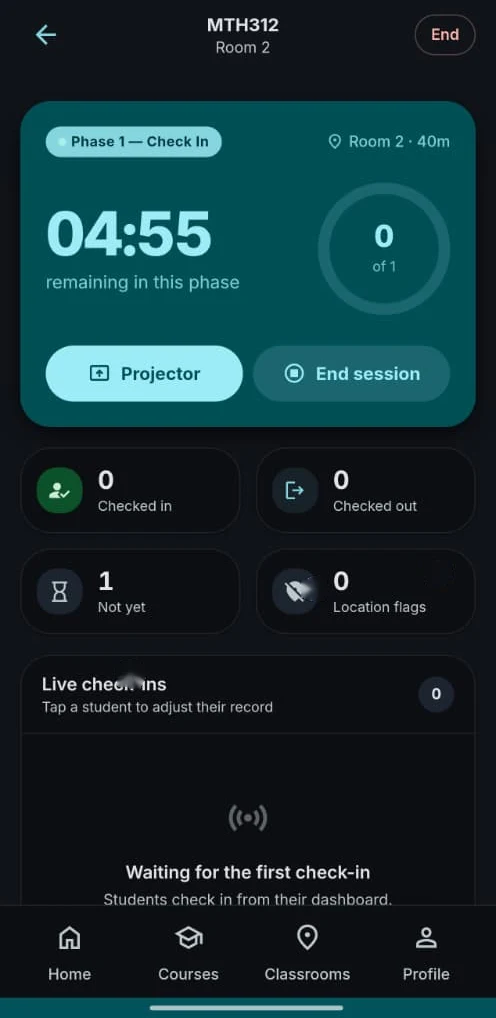 MTH312
Room 2
End
Phase 1 — Check In
Room 2 · 40m
04:55
remaining in this phase
0
of 1
Projector
End session
0
Checked in
0
Checked out
1
Not yet
0
Location flags
Live check-ins
Tap a student to adjust their record
0
Waiting for the first check-in
Students check in from their dashboard.
Home
Courses
Classrooms
Profile